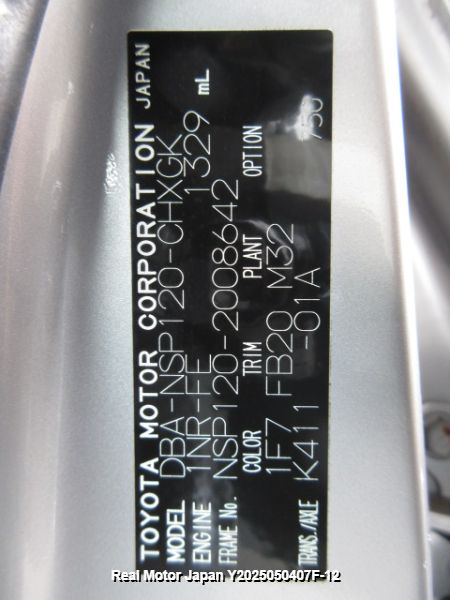 TOYOTA MOTOR CORPORATION JAPAN
MODEL DBA-NSP120-CHXGK
ENGINE 1NR-FE 1329 mL
FRAME No. NSP120-2008642
COLOR TRIM PLANT OPTION
1F7 FB20 M32 750
TRANS./AXLE K411 -01A
Real Motor Japan Y2025050407F-12